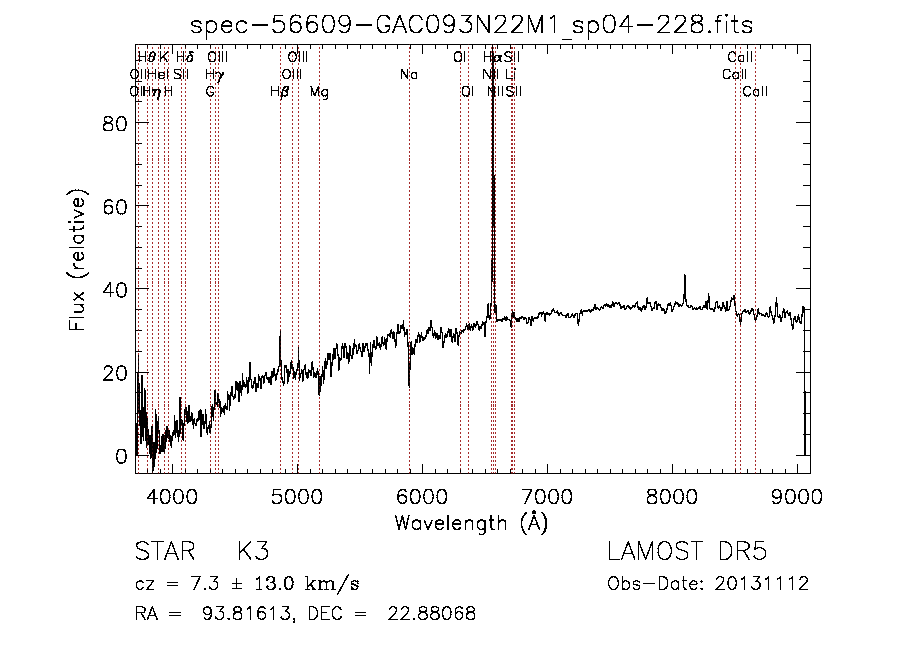 spec-56609-GAC093N22M1_sp04-228.fits
Hθ K Hδ OIII OIII OI Hα SII CaII
OII HeI SII Hγ OIII Na NII Li CaII
OII Hη H G Hβ Mg OI NII SII CaII
80
60
40
20
0
Flux (relative)
4000 5000 6000 7000 8000 9000
Wavelength (Å)
STAR K3 LAMOST DR5
cz = 7.3 ± 13.0 km/s Obs-Date: 20131112
RA = 93.81613, DEC = 22.88068